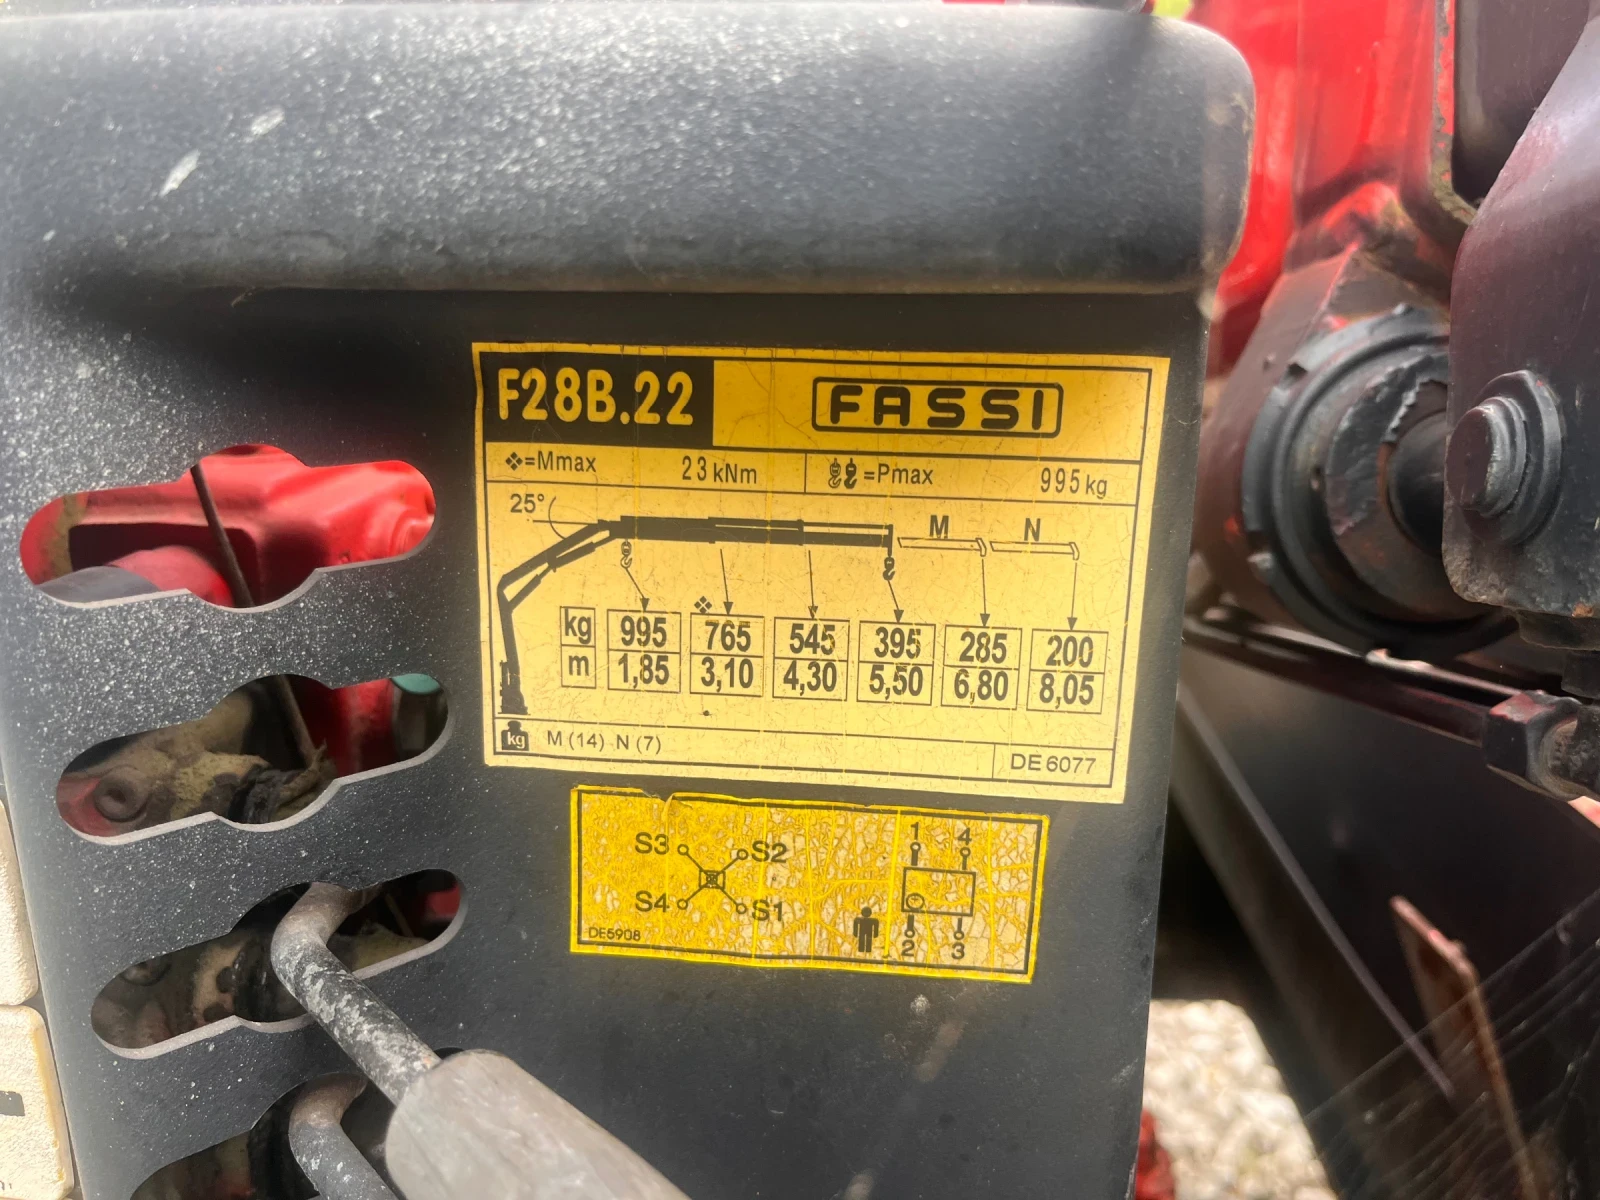 F28B.22 FASSI
=Mmax 23 kNm =Pmax 995 kg
25°
M N
kg 995 765 545 395 285 200
m 1,85 3,10 4,30 5,50 6,80 8,05
kg M (14) N (7) DE 6077
S3 S2 1 4
S4 S1
DE5908 2 3